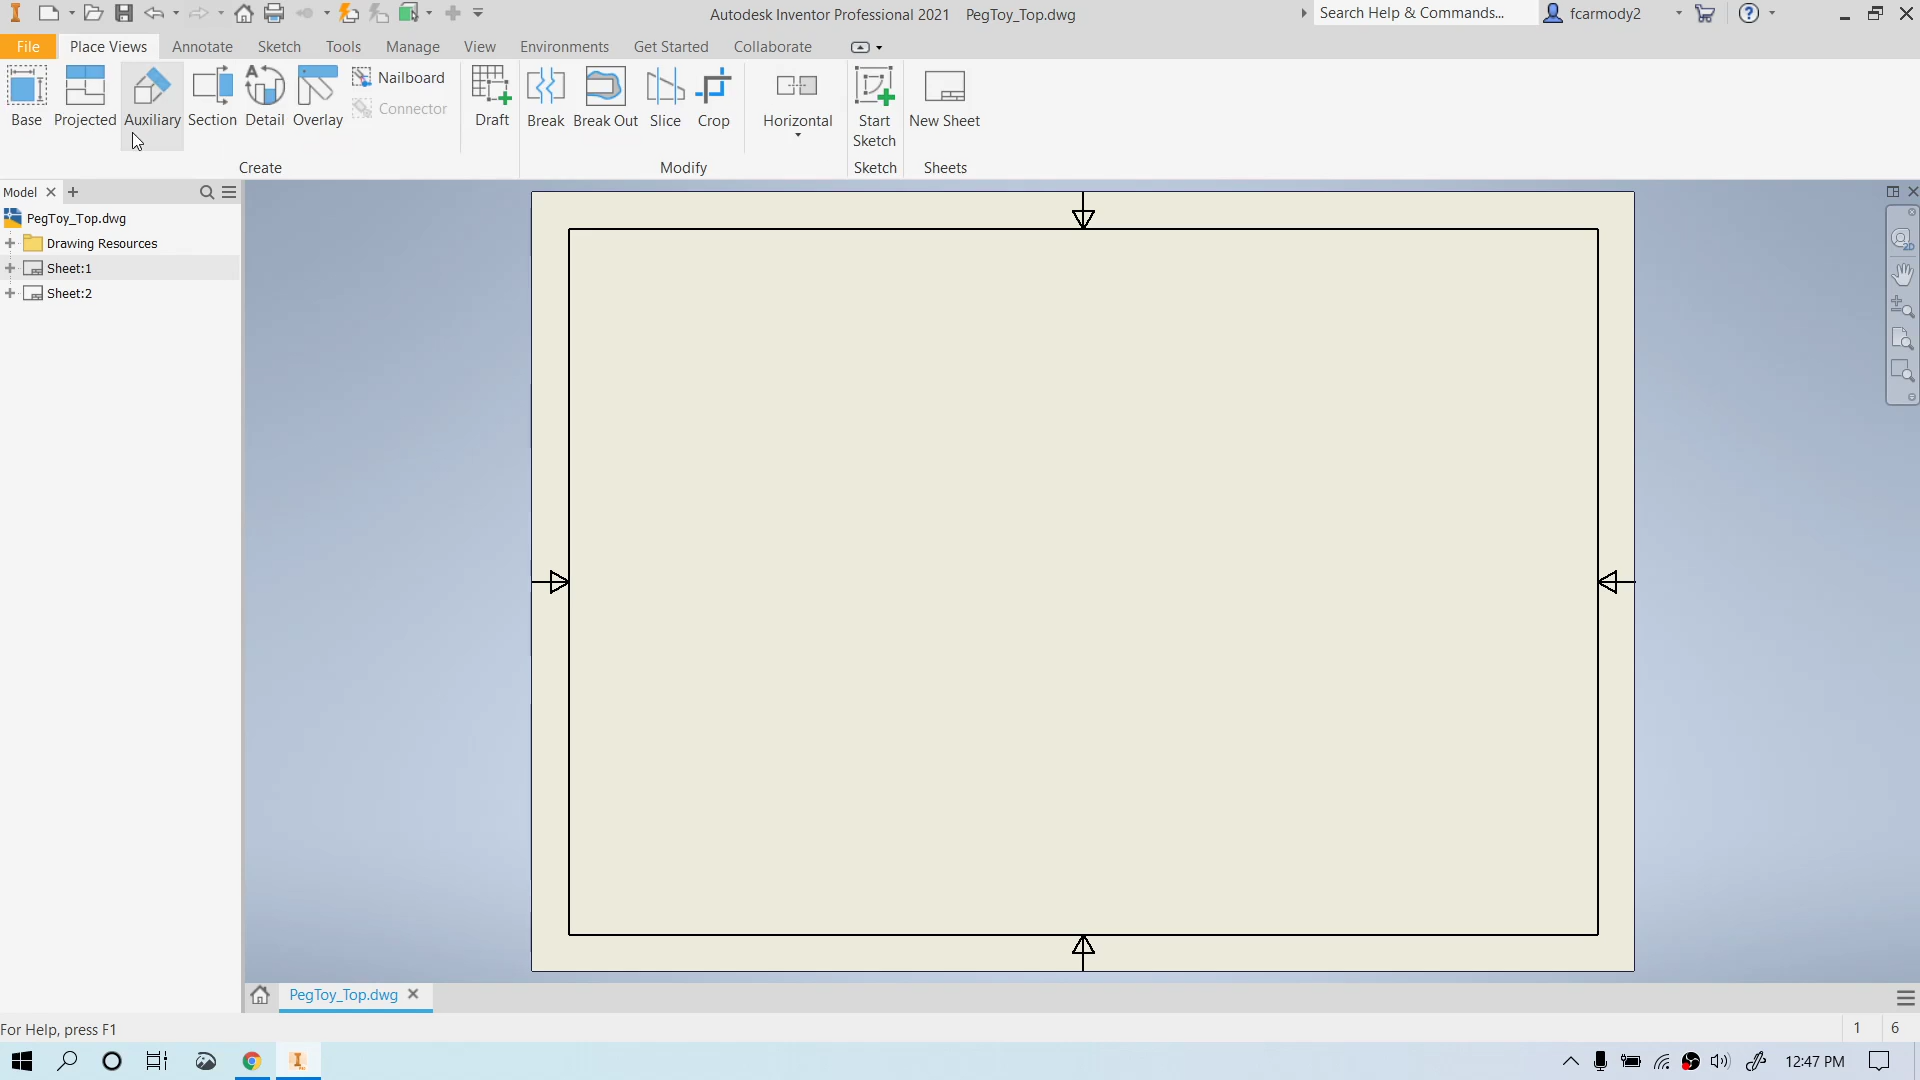 Autodesk Inventor Professional 2021 PegToy_Top.dwg
Search Help & Commands...
fcarmody2
File Place Views Annotate Sketch Tools Manage View Environments Get Started Collaborate
Base
Projected
Auxiliary
Section
Detail
Overlay
Nailboard
Connector
Draft
Break
Break Out
Slice
Crop
Horizontal
Start
Sketch
New Sheet
Create
Modify
Sketch
Sheets
Model
PegToy_Top.dwg
Drawing Resources
Sheet:1
Sheet:2
2D
PegToy_Top.dwg
For Help, press F1
1 6
12:47 PM